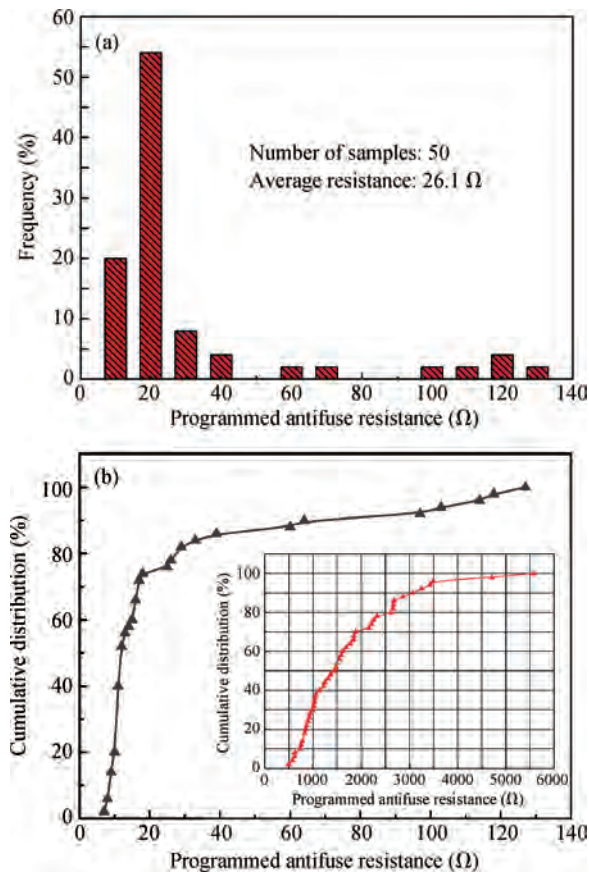 60
(a)
50
40
30
20
10
0
Frequency (%)
Number of samples: 50
Average resistance: 26.1 Ω
0 20 40 60 80 100 120 140
Programmed antifuse resistance (Ω)
(b)
100
80
60
40
20
0
Cumulative distribution (%)
100
80
60
40
20
0
Cumulative distribution (%)
0 1000 2000 3000 4000 5000 6000
Programmed antifuse resistance (Ω)
0 20 40 60 80 100 120 140
Programmed antifuse resistance (Ω)